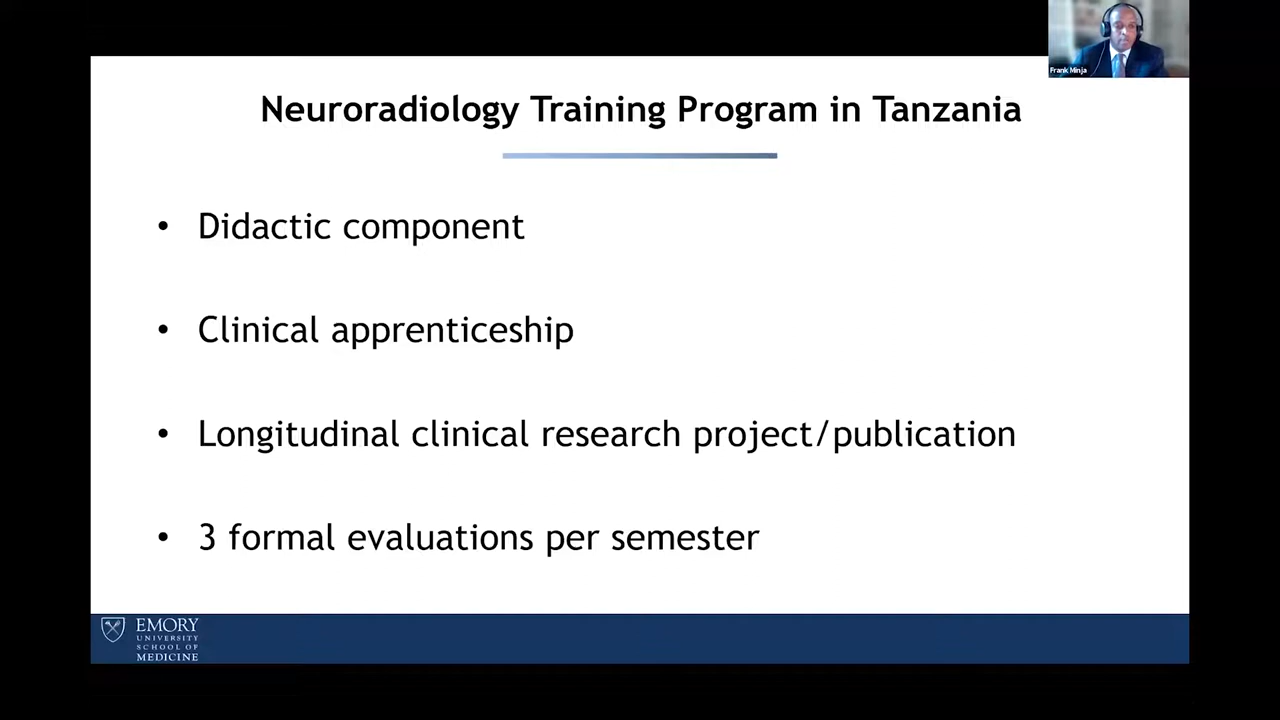 Frank Minja
Neuroradiology Training Program in Tanzania
• Didactic component
• Clinical apprenticeship
• Longitudinal clinical research project/publication
• 3 formal evaluations per semester
EMORY
UNIVERSITY
SCHOOL OF
MEDICINE